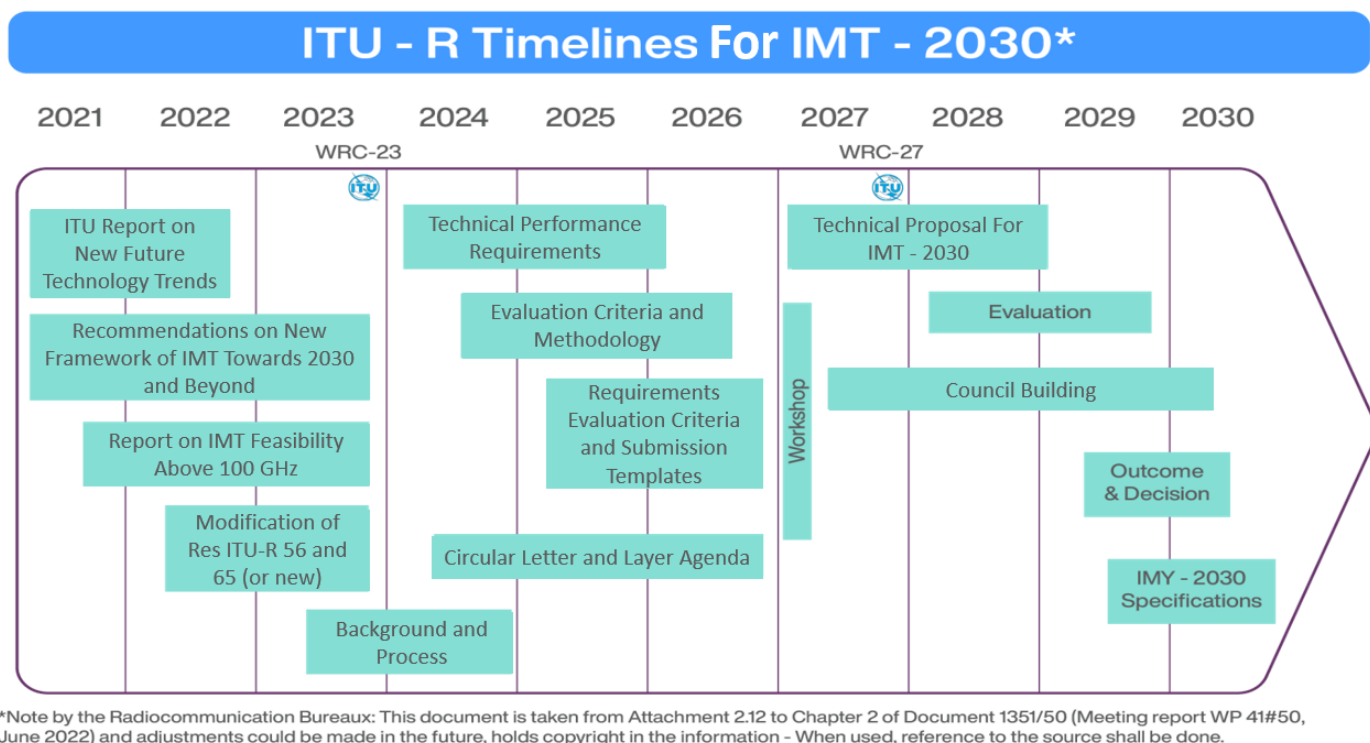 ITU - R Timelines For IMT - 2030*
2021
2022
2023
2024
2025
2026
2027
2028
2029
2030
WRC-23
WRC-27
ITU
ITU
ITU Report on
New Future
Technology Trends
Technical Performance
Requirements
Technical Proposal For
IMT - 2030
Recommendations on New
Framework of IMT Towards 2030
and Beyond
Evaluation Criteria and
Methodology
Evaluation
Workshop
Council Building
Requirements
Evaluation Criteria
and Submission
Templates
Report on IMT Feasibility
Above 100 GHz
Outcome
& Decision
Modification of
Res ITU-R 56 and
65 (or new)
Circular Letter and Layer Agenda
IMY - 2030
Specifications
Background and
Process
*Note by the Radiocommunication Bureaux: This document is taken from Attachment 2.12 to Chapter 2 of Document 1351/50 (Meeting report WP 41#50,
June 2022) and adjustments could be made in the future, holds copyright in the information - When used, reference to the source shall be done.